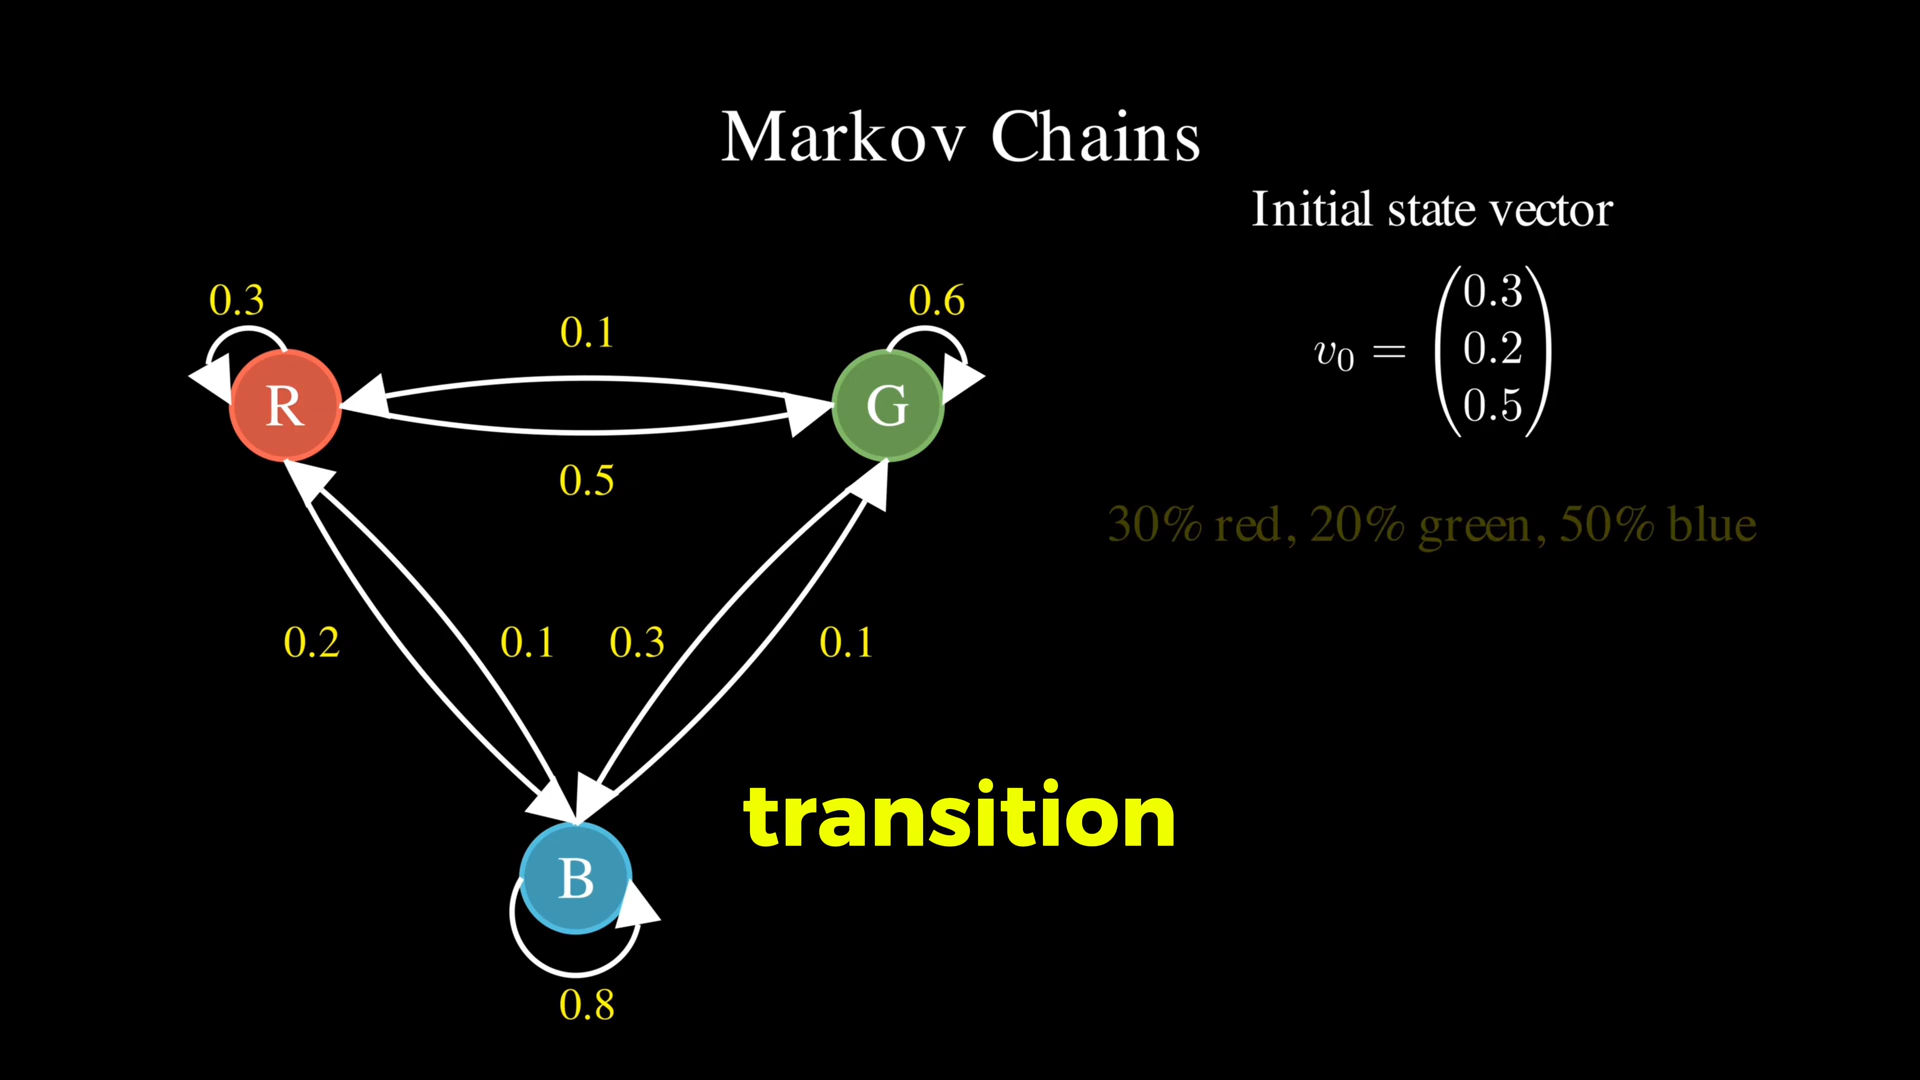 Markov Chains
Initial state vector
v₀ = (0.3 0.2 0.5)
30% red, 20% green, 50% blue
0.3
0.1
0.6
R
G
0.5
0.2
0.1
0.3
0.1
transition
B
0.8